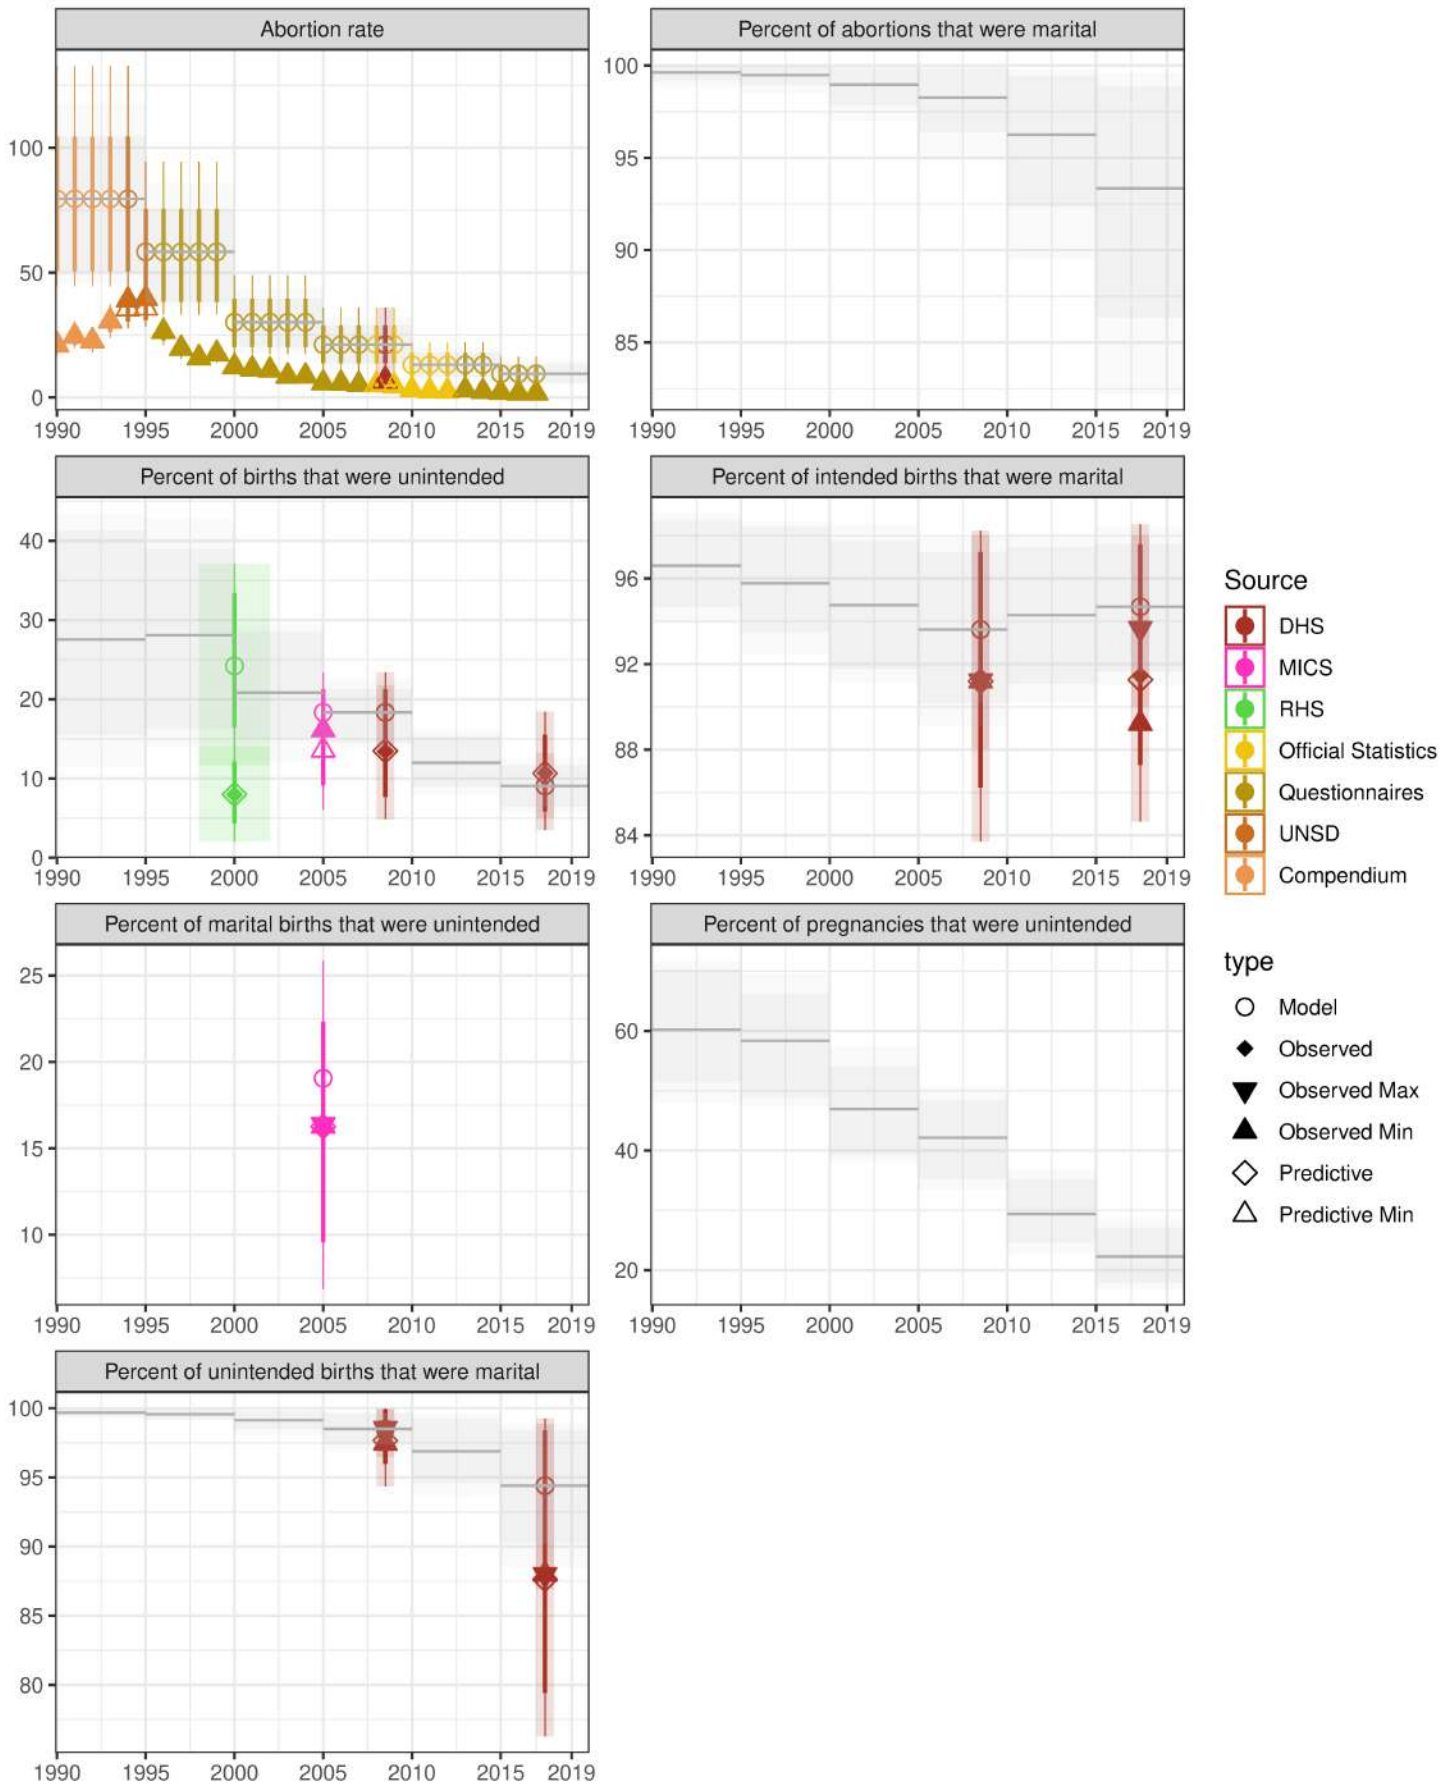 Abortion rate
Percent of abortions that were marital
100
50
0
1990 1995 2000 2005 2010 2015 2019
100
95
90
85
1990 1995 2000 2005 2010 2015 2019
Percent of births that were unintended
Percent of intended births that were marital
40
30
20
10
0
1990 1995 2000 2005 2010 2015 2019
96
92
88
84
1990 1995 2000 2005 2010 2015 2019
Percent of marital births that were unintended
Percent of pregnancies that were unintended
25
20
15
10
1990 1995 2000 2005 2010 2015 2019
60
40
20
1990 1995 2000 2005 2010 2015 2019
Percent of unintended births that were marital
100
95
90
85
80
1990 1995 2000 2005 2010 2015 2019
Source
DHS
MICS
RHS
Official Statistics
Questionnaires
UNSD
Compendium
type
Model
Observed
Observed Max
Observed Min
Predictive
Predictive Min